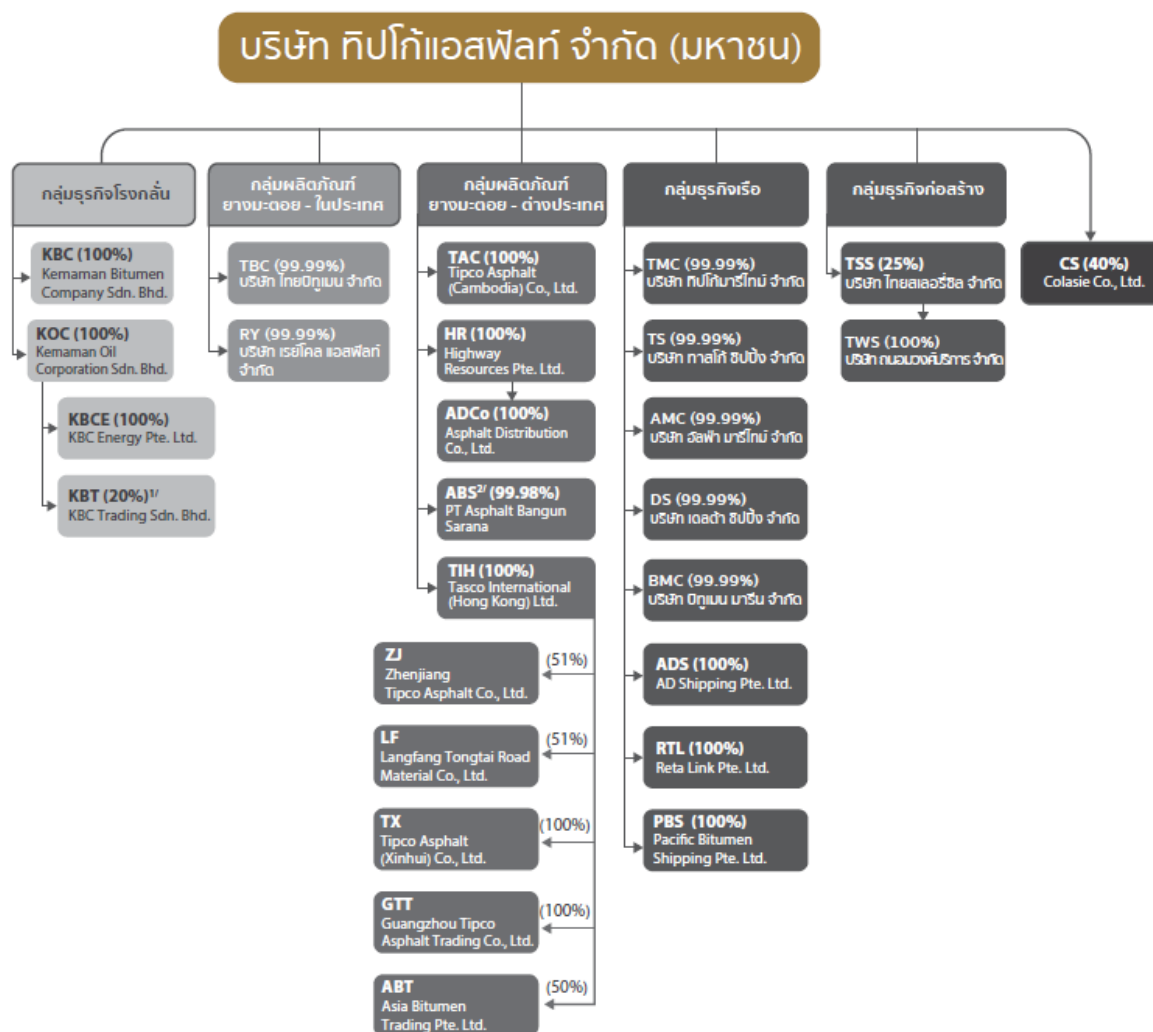 บริษัท ทิปโก้แอสฟัลท์ จำกัด (มหาชน)
กลุ่มธุรกิจโรงกลั่น
KBC (100%)
Kemaman Bitumen
Company Sdn. Bhd.
KOC (100%)
Kemaman Oil
Corporation Sdn. Bhd.
KBCE (100%)
KBC Energy Pte. Ltd.
KBT (20%)1/
KBC Trading Sdn. Bhd.
กลุ่มผลิตภัณฑ์
ยางมะตอย - ในประเทศ
TBC (99.99%)
บริษัท ไทยบิทูเมน จำกัด
RY (99.99%)
บริษัท เรย์โคล แอสฟัลท์
จำกัด
กลุ่มผลิตภัณฑ์
ยางมะตอย - ต่างประเทศ
TAC (100%)
Tipco Asphalt
(Cambodia) Co., Ltd.
HR (100%)
Highway
Resources Pte. Ltd.
ADCo (100%)
Asphalt Distribution
Co., Ltd.
ABS2/ (99.98%)
PT Asphalt Bangun
Sarana
TIH (100%)
Tasco International
(Hong Kong) Ltd.
ZJ
Zhenjiang
Tipco Asphalt Co., Ltd.
(51%)
LF
Langfang Tongtai Road
Material Co., Ltd.
(51%)
TX
Tipco Asphalt
(Xinhui) Co., Ltd.
(100%)
GTT
Guangzhou Tipco
Asphalt Trading Co., Ltd.
(100%)
ABT
Asia Bitumen
Trading Pte. Ltd.
(50%)
กลุ่มธุรกิจเรือ
TMC (99.99%)
บริษัท ทิปโก้มารีไทม์ จำกัด
TS (99.99%)
บริษัท ทาสโก้ ชิปปิ้ง จำกัด
AMC (99.99%)
บริษัท อัลฟ่า มารีไทม์ จำกัด
DS (99.99%)
บริษัท เดลต้า ชิปปิ้ง จำกัด
BMC (99.99%)
บริษัท บิทูเมน มารีน จำกัด
ADS (100%)
AD Shipping Pte. Ltd.
RTL (100%)
Reta Link Pte. Ltd.
PBS (100%)
Pacific Bitumen
Shipping Pte. Ltd.
กลุ่มธุรกิจก่อสร้าง
TSS (25%)
บริษัท ไทยสเลอรี่ซีล จำกัด
TWS (100%)
บริษัท ถนอมวงศ์บริการ จำกัด
CS (40%)
Colasie Co., Ltd.